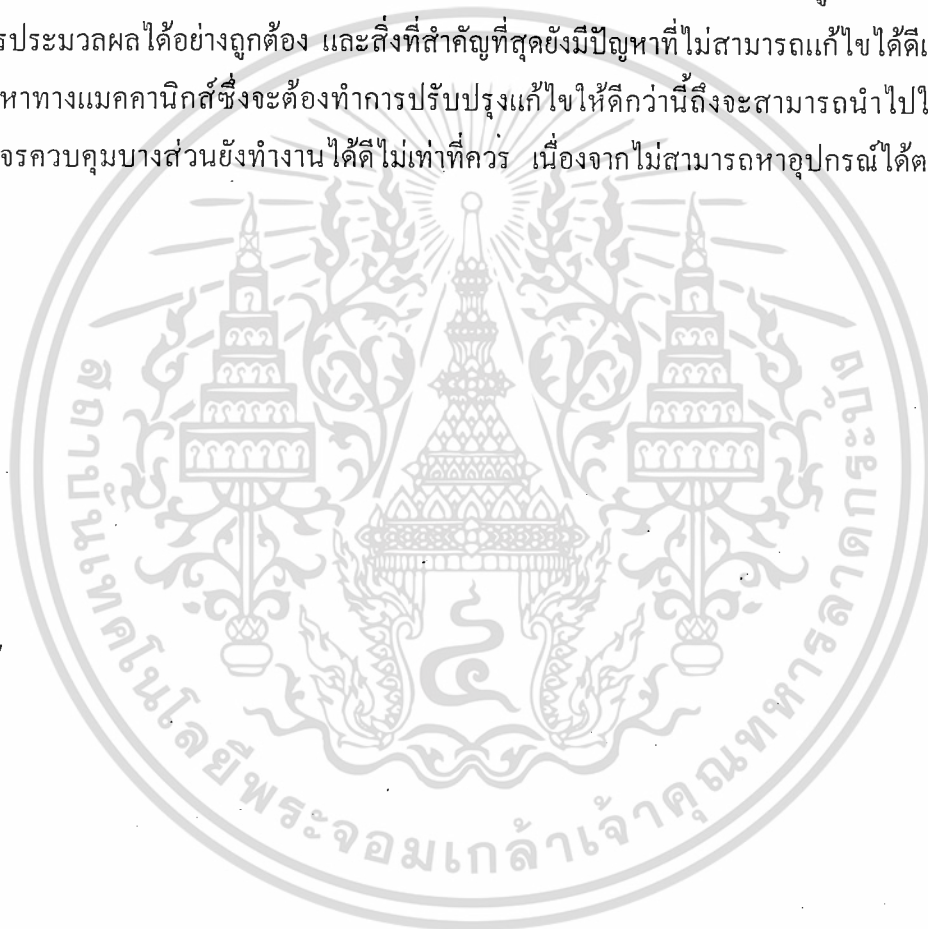 รประมวลผลได้อย่างถูกต้อง และสิ่งที่สำคัญที่สุดยังมีปัญหาที่ไม่สามารถแก้ไขได้ดีเ
หาทางแมคคานิกส์ซึ่งจะต้องทำการปรับปรุงแก้ไขให้ดีกว่านี้ถึงจะสามารถนำไปใ
จรควบคุมบางส่วนยังทำงานได้ดีไม่เท่าที่ควร เนื่องจากไม่สามารถหาอุปกรณ์ได้ต
สถาบันเทคโนโลยีพระจอมเกล้าเจ้าคุณทหารลาดกระบัง
๔